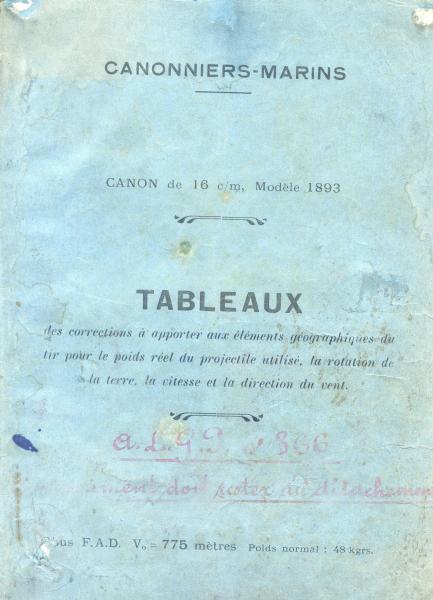 CANONNIERS-MARINS
CANON de 16 c/m, Modèle 1893
TABLEAUX
des corrections à apporter aux éléments géographiques du
tir pour le poids réel du projectile utilisé, la rotation de
la terre, la vitesse et la direction du vent.
A.L.G.P. n° 366
doit rester au détachement
Obus F.A.D. V₀ = 775 mètres Poids normal : 48 kgrs.